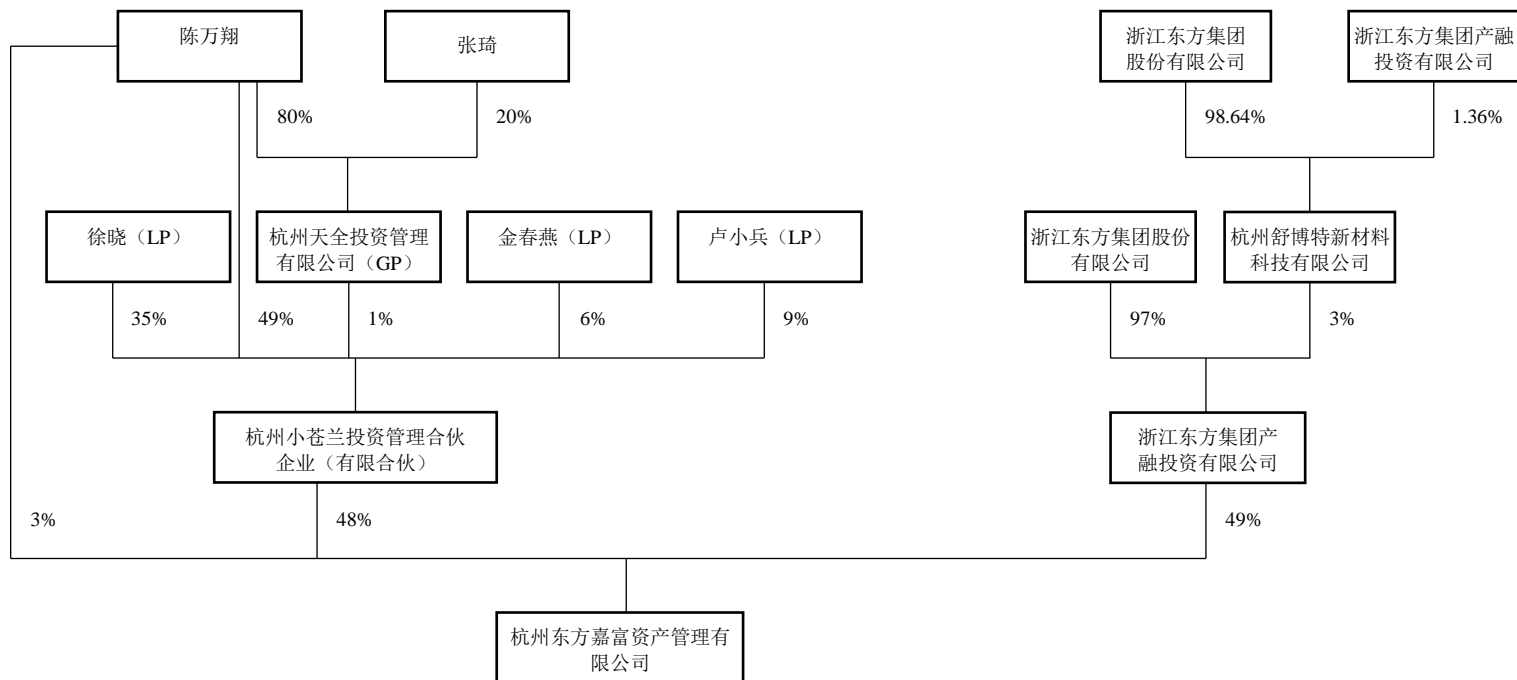 陈万翔
张琦
浙江东方集团
股份有限公司
浙江东方集团产融
投资有限公司
80%
20%
98.64%
1.36%
徐晓（LP）
杭州天全投资管理
有限公司（GP）
金春燕（LP）
卢小兵（LP）
浙江东方集团股份
有限公司
杭州舒博特新材料
科技有限公司
35%
49%
1%
6%
9%
97%
3%
杭州小苍兰投资管理合伙
企业（有限合伙）
浙江东方集团产
融投资有限公司
3%
48%
49%
杭州东方嘉富资产管理有
限公司